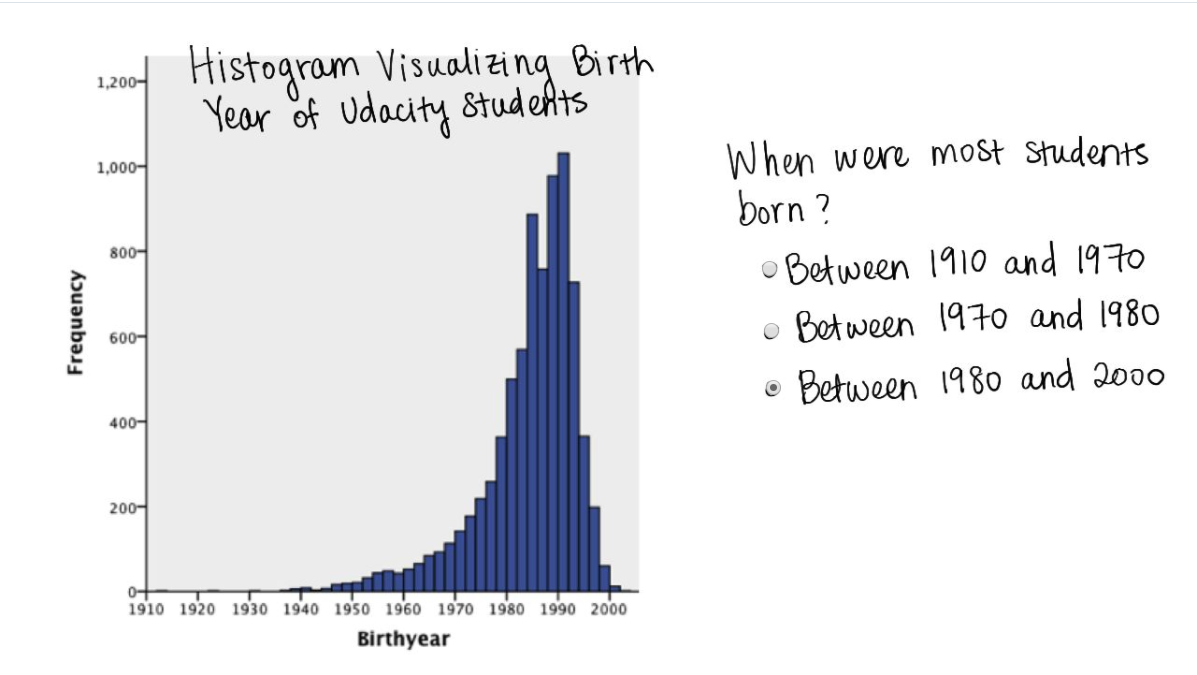 Histogram Visualizing Birth
Year of Udacity Students
1,200
1,000
800
600
400
200
0
Frequency
1910 1920 1930 1940 1950 1960 1970 1980 1990 2000
Birthyear
When were most students
born?
Between 1910 and 1970
Between 1970 and 1980
Between 1980 and 2000